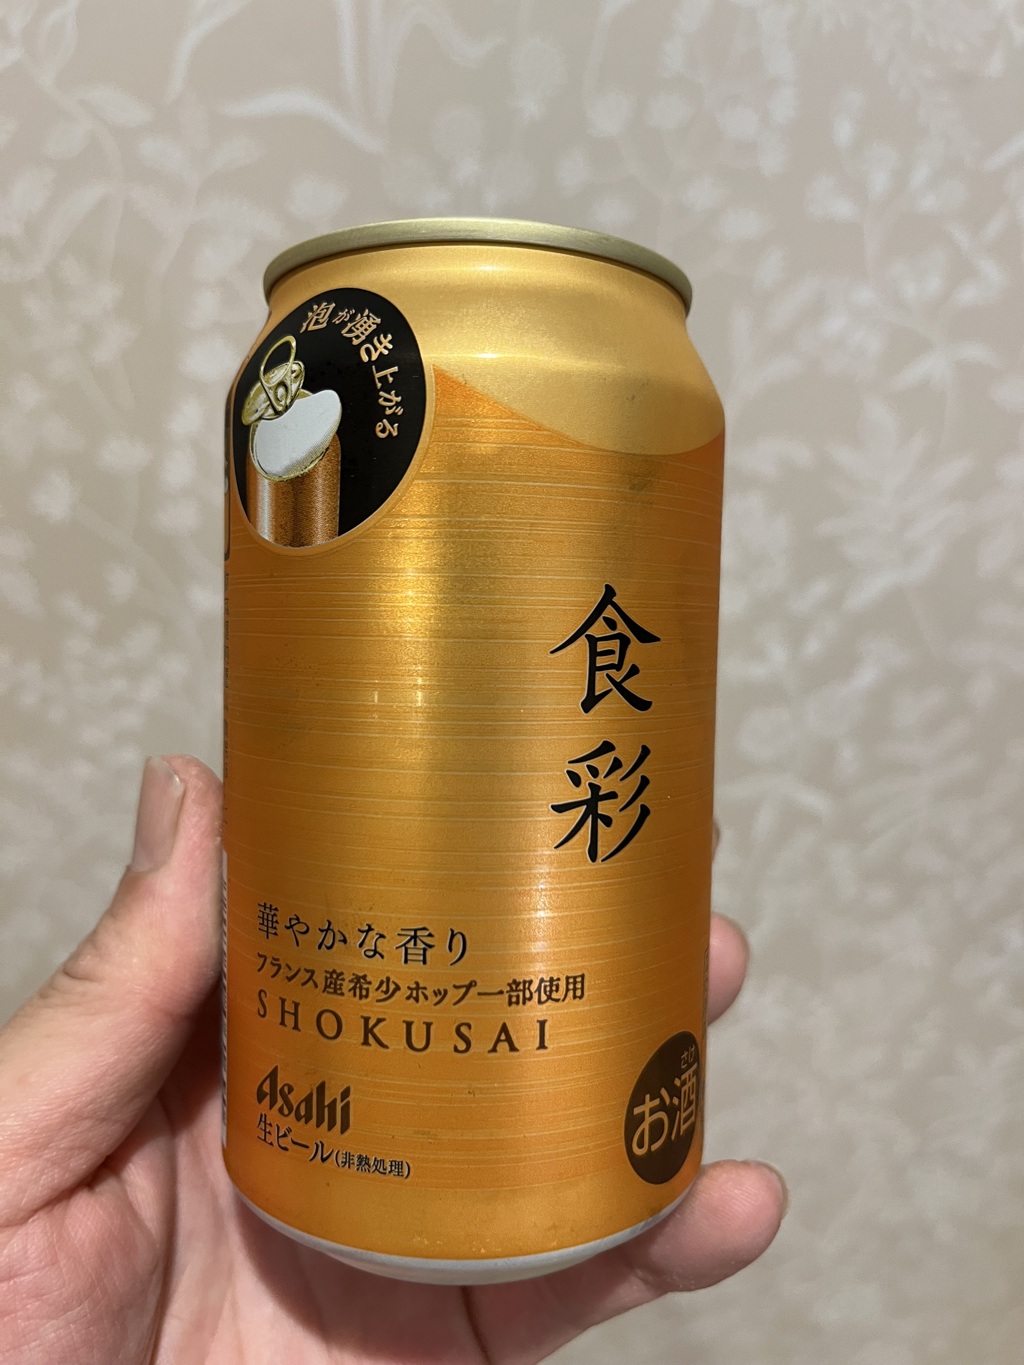 泡が湧き上がる
食彩
華やかな香り
フランス産希少ホップ一部使用
SHOKUSAI
Asahi
生ビール(非熱処理)
さけ
お酒